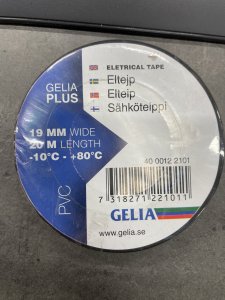 GELIA
PLUS
ELETRICAL TAPE
Eltejp
Elteip
Sähköteippi
19 MM WIDE
20 M LENGTH
-10°C - +80°C
PVC
40 0012 2101
7 318271 221011
GELIA
www.gelia.se